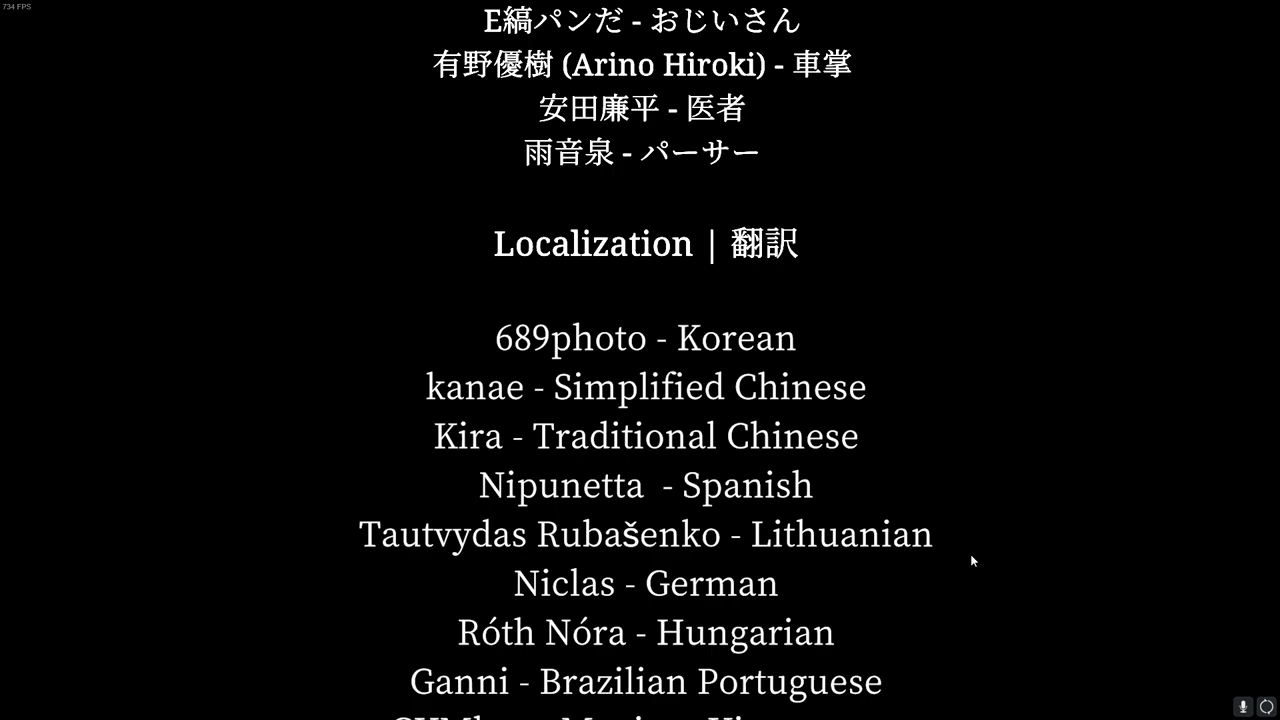 734 FPS
E縞パンだ - おじいさん
有野優樹 (Arino Hiroki) - 車掌
安田廉平 - 医者
雨音泉 - パーサー
Localization | 翻訳
689photo - Korean
kanae - Simplified Chinese
Kira - Traditional Chinese
Nipunetta - Spanish
Tautvydas Rubašenko - Lithuanian
Niclas - German
Róth Nóra - Hungarian
Ganni - Brazilian Portuguese